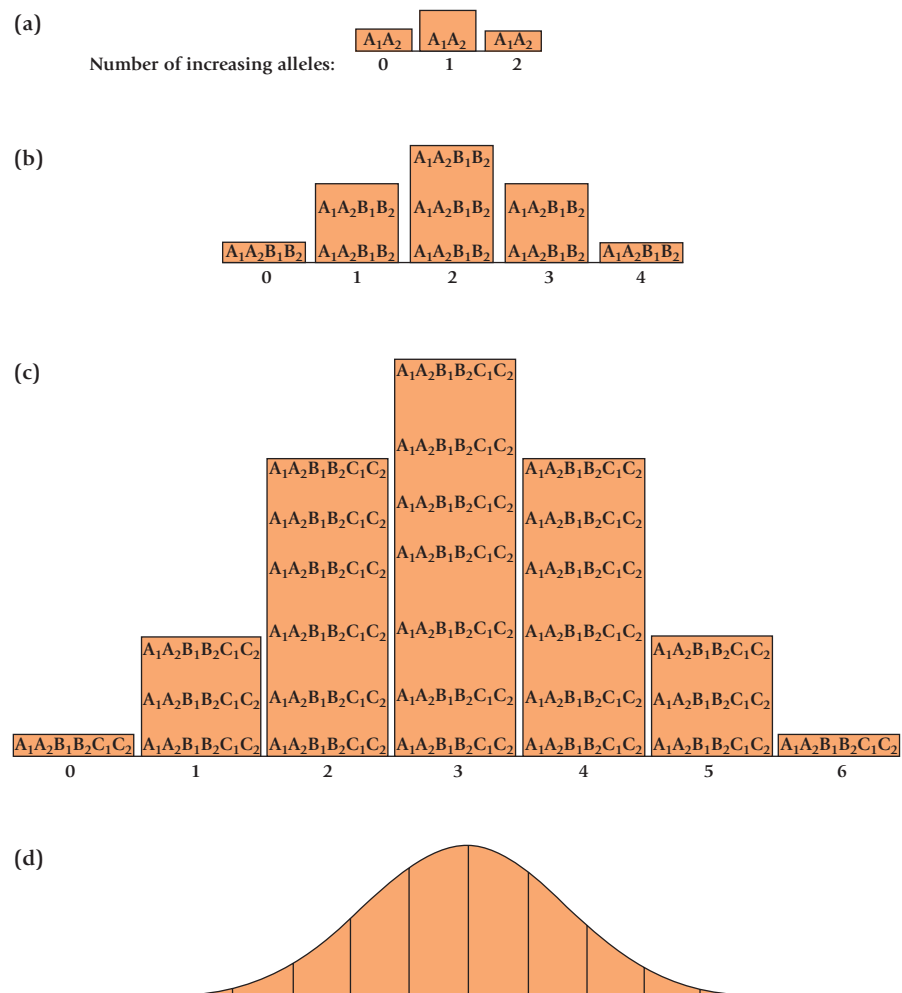 (a)
A₁A₂ A₁A₂ A₁A₂
Number of increasing alleles: 0 1 2
(b)
A₁A₂B₁B₂
A₁A₂B₁B₂ A₁A₂B₁B₂ A₁A₂B₁B₂
A₁A₂B₁B₂ A₁A₂B₁B₂ A₁A₂B₁B₂ A₁A₂B₁B₂ A₁A₂B₁B₂
0 1 2 3 4
(c)
A₁A₂B₁B₂C₁C₂
A₁A₂B₁B₂C₁C₂
A₁A₂B₁B₂C₁C₂ A₁A₂B₁B₂C₁C₂
A₁A₂B₁B₂C₁C₂
A₁A₂B₁B₂C₁C₂ A₁A₂B₁B₂C₁C₂
A₁A₂B₁B₂C₁C₂
A₁A₂B₁B₂C₁C₂ A₁A₂B₁B₂C₁C₂
A₁A₂B₁B₂C₁C₂ A₁A₂B₁B₂C₁C₂ A₁A₂B₁B₂C₁C₂
A₁A₂B₁B₂C₁C₂ A₁A₂B₁B₂C₁C₂
A₁A₂B₁B₂C₁C₂ A₁A₂B₁B₂C₁C₂ A₁A₂B₁B₂C₁C₂ A₁A₂B₁B₂C₁C₂ A₁A₂B₁B₂C₁C₂
A₁A₂B₁B₂C₁C₂ A₁A₂B₁B₂C₁C₂ A₁A₂B₁B₂C₁C₂ A₁A₂B₁B₂C₁C₂ A₁A₂B₁B₂C₁C₂ A₁A₂B₁B₂C₁C₂ A₁A₂B₁B₂C₁C₂
0 1 2 3 4 5 6
(d)